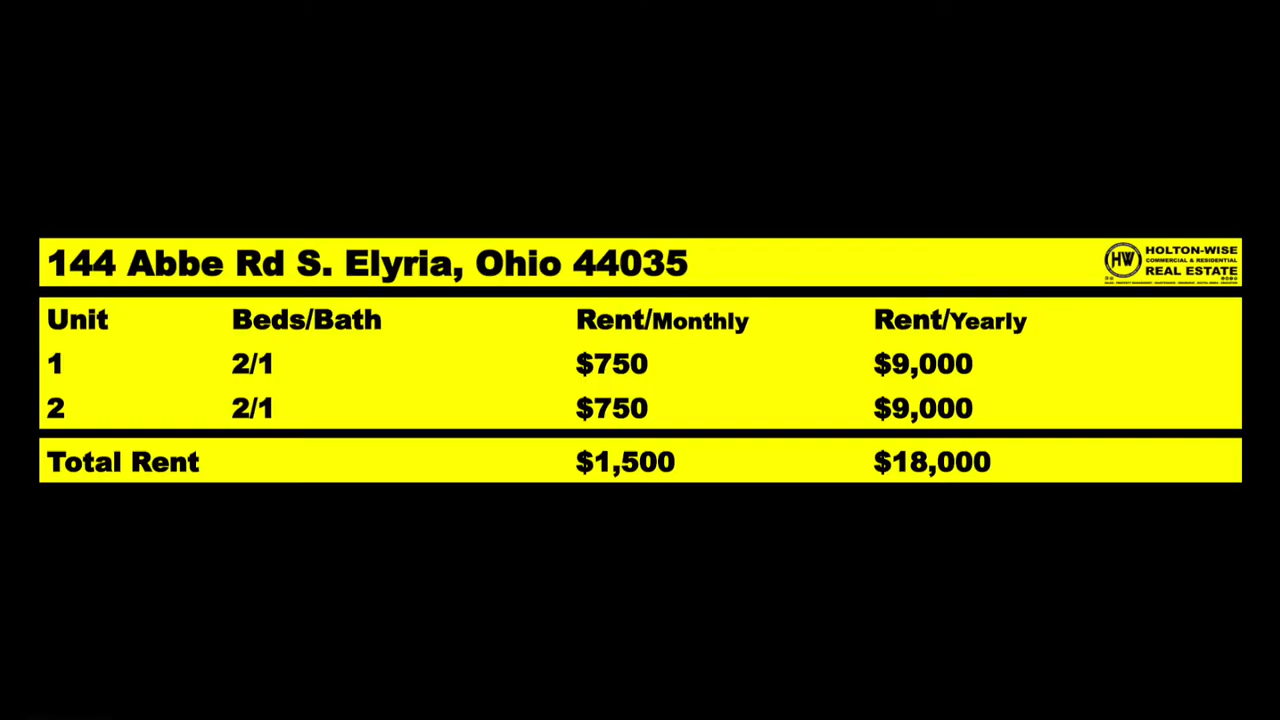 144 Abbe Rd S. Elyria, Ohio 44035
HW
HOLTON-WISE
COMMERCIAL & RESIDENTIAL
REAL ESTATE
Unit Beds/Bath Rent/Monthly Rent/Yearly
1 2/1 $750 $9,000
2 2/1 $750 $9,000
Total Rent $1,500 $18,000